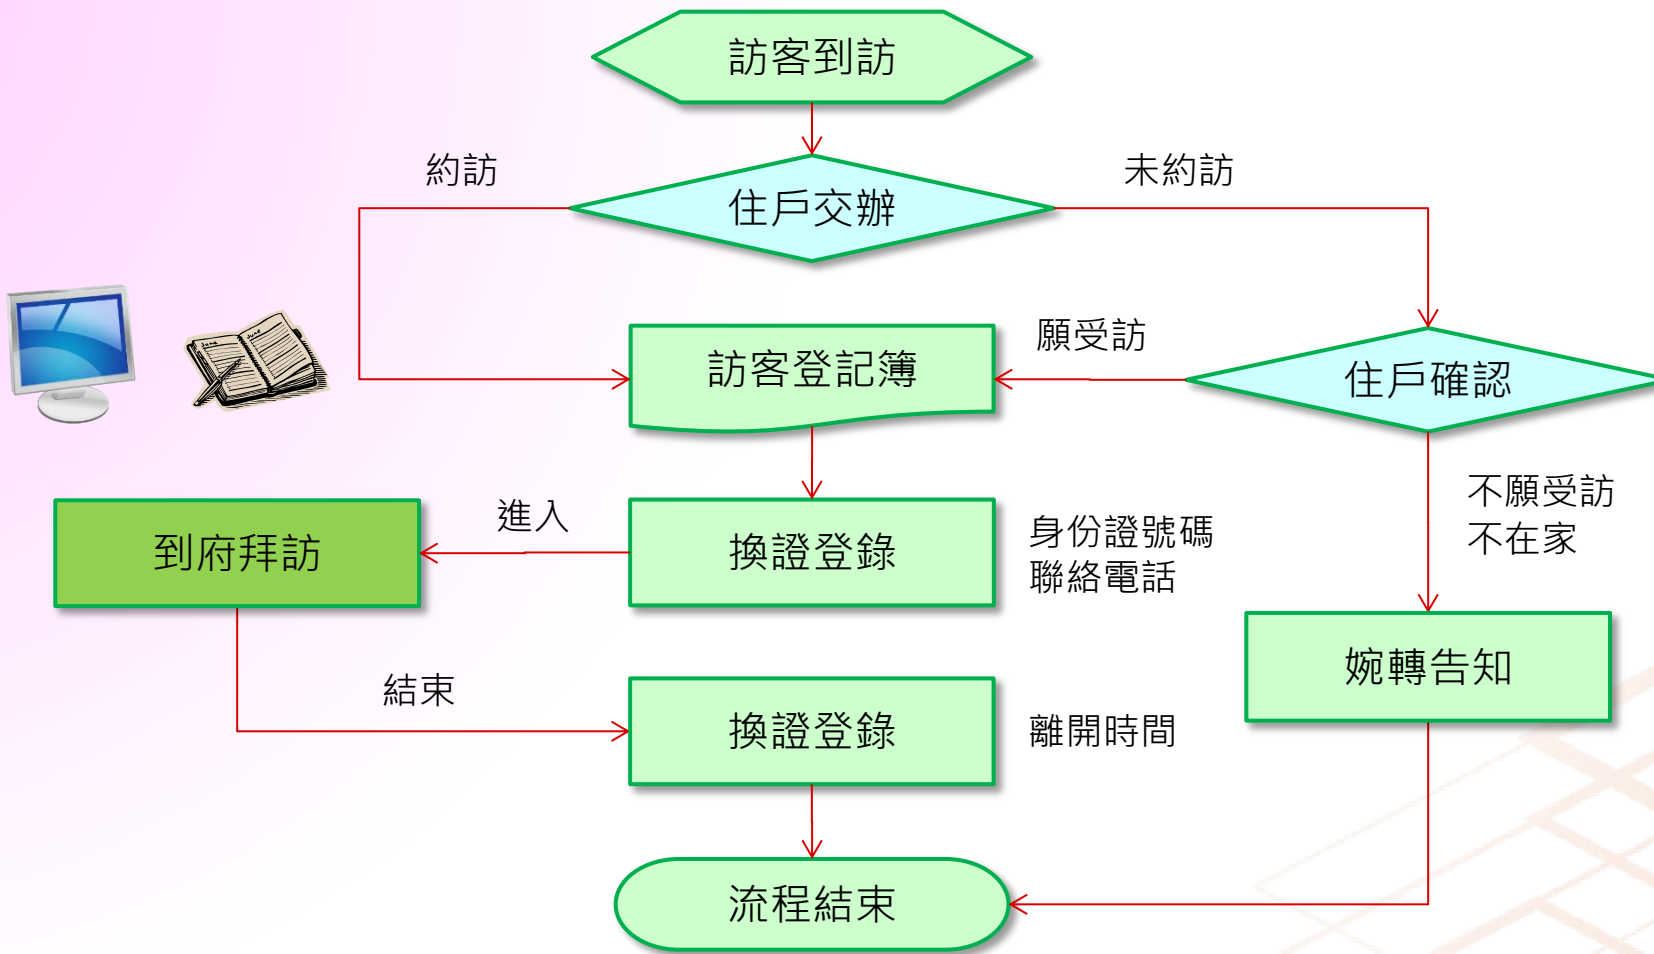 訪客到訪
約訪
未約訪
住戶交辦
願受訪
訪客登記簿
住戶確認
不願受訪
不在家
進入
到府拜訪
換證登錄
身份證號碼
聯絡電話
婉轉告知
結束
換證登錄
離開時間
流程結束